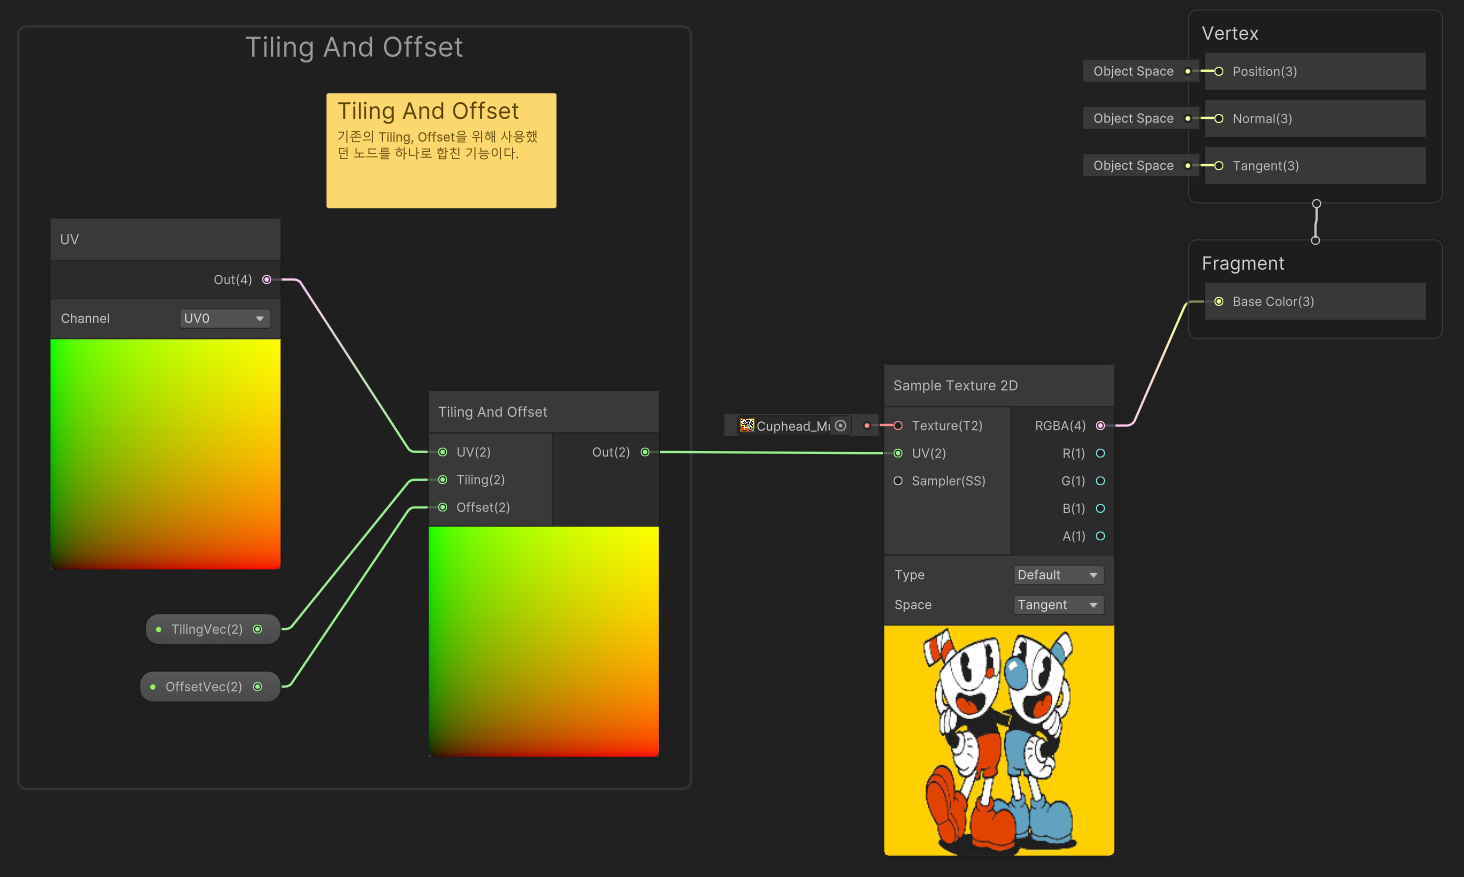 Tiling And Offset
Tiling And Offset
기존의 Tiling, Offset을 위해 사용했
던 노드를 하나로 합친 기능이다.
UV
Out(4)
Channel
UV0
Tiling And Offset
UV(2)
Out(2)
Tiling(2)
Offset(2)
TilingVec(2)
OffsetVec(2)
Cuphead_Mu
Sample Texture 2D
Texture(T2)
RGBA(4)
UV(2)
R(1)
Sampler(SS)
G(1)
B(1)
A(1)
Type
Default
Space
Tangent
Vertex
Object Space
Position(3)
Object Space
Normal(3)
Object Space
Tangent(3)
Fragment
Base Color(3)